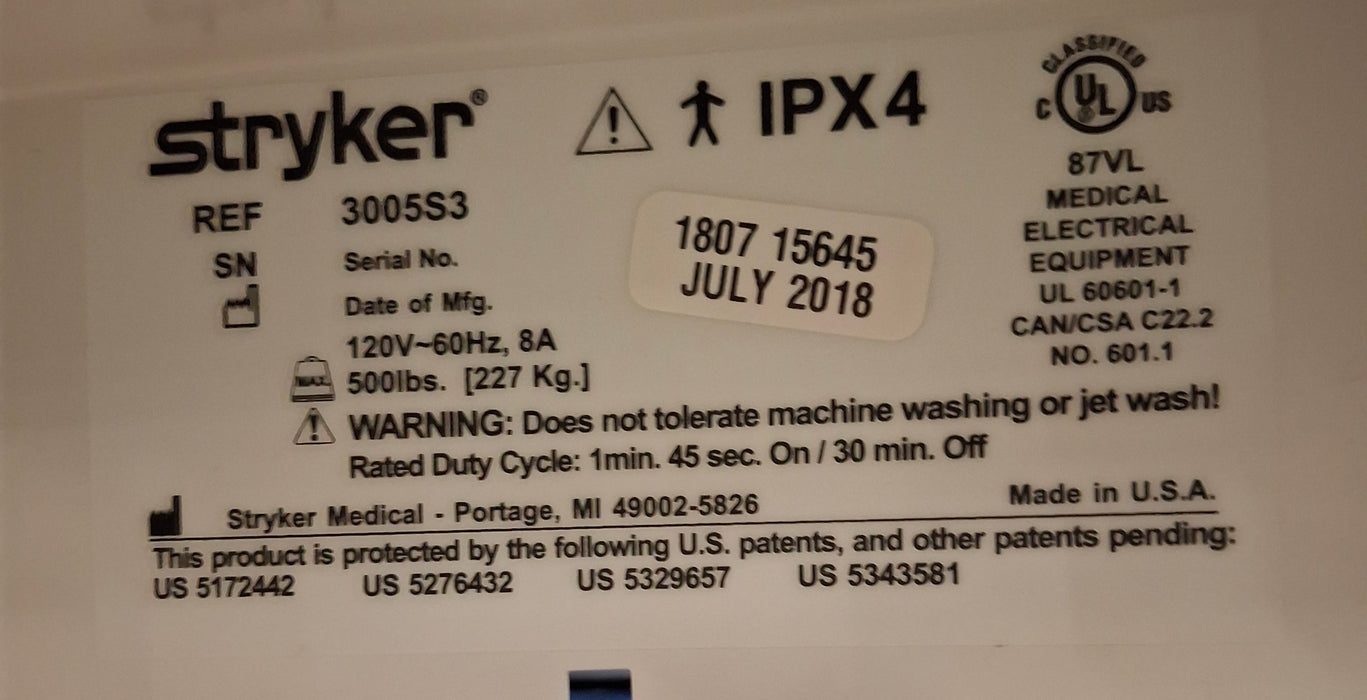 stryker®
IPX4
REF 3005S3
SN Serial No.
1807 15645
JULY 2018
Date of Mfg.
120V~60Hz, 8A
MAX 500lbs. [227 Kg.]
CLASSIFIED
C UL US
®
87VL
MEDICAL
ELECTRICAL
EQUIPMENT
UL 60601-1
CAN/CSA C22.2
NO. 601.1
WARNING: Does not tolerate machine washing or jet wash!
Rated Duty Cycle: 1min. 45 sec. On / 30 min. Off
Stryker Medical - Portage, MI 49002-5826 Made in U.S.A.
This product is protected by the following U.S. patents, and other patents pending:
US 5172442 US 5276432 US 5329657 US 5343581